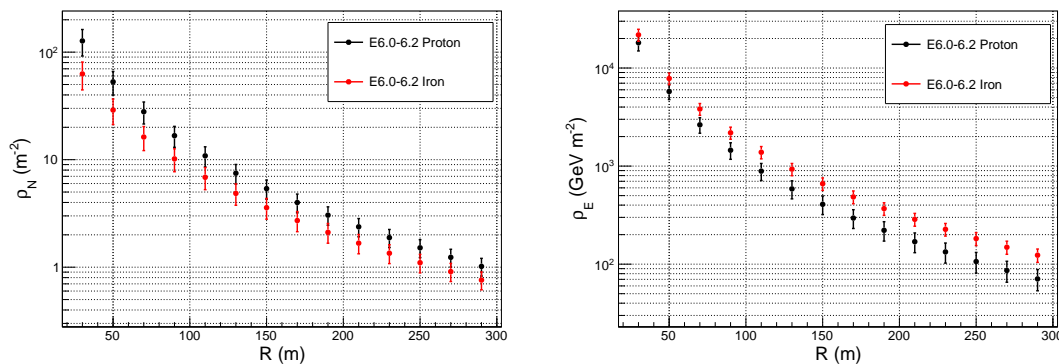 10²
10
1
ρ_N (m⁻²)
E6.0-6.2 Proton
E6.0-6.2 Iron
50 100 150 200 250 300
R (m)
10⁴
10³
10²
ρ_E (GeV m⁻²)
E6.0-6.2 Proton
E6.0-6.2 Iron
50 100 150 200 250 300
R (m)